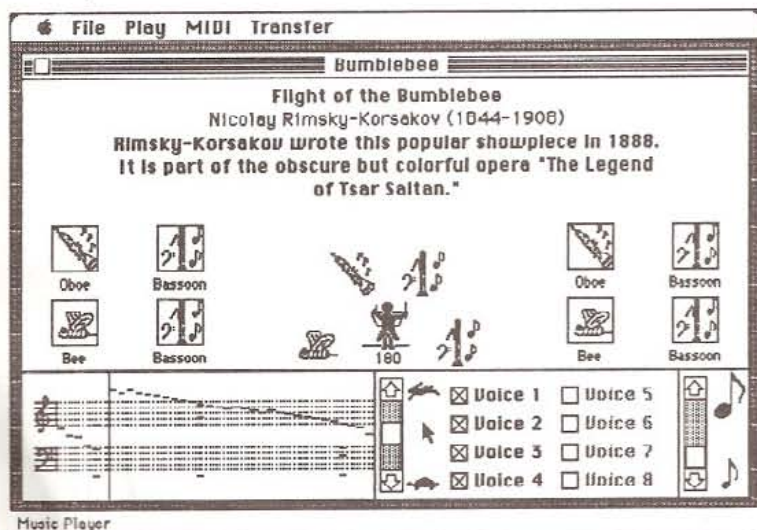 File Play MIDI Transfer
Bumblebee
Flight of the Bumblebee
Nicolay Rimsky-Korsakov (1844-1908)
Rimsky-Korsakov wrote this popular showpiece in 1888.
It is part of the obscure but colorful opera "The Legend
of Tsar Saltan."
Oboe Bassoon Oboe Bassoon
Bee Bassoon 180 Bee Bassoon
Voice 1 Voice 5
Voice 2 Voice 6
Voice 3 Voice 7
Voice 4 Voice 8
Music Player